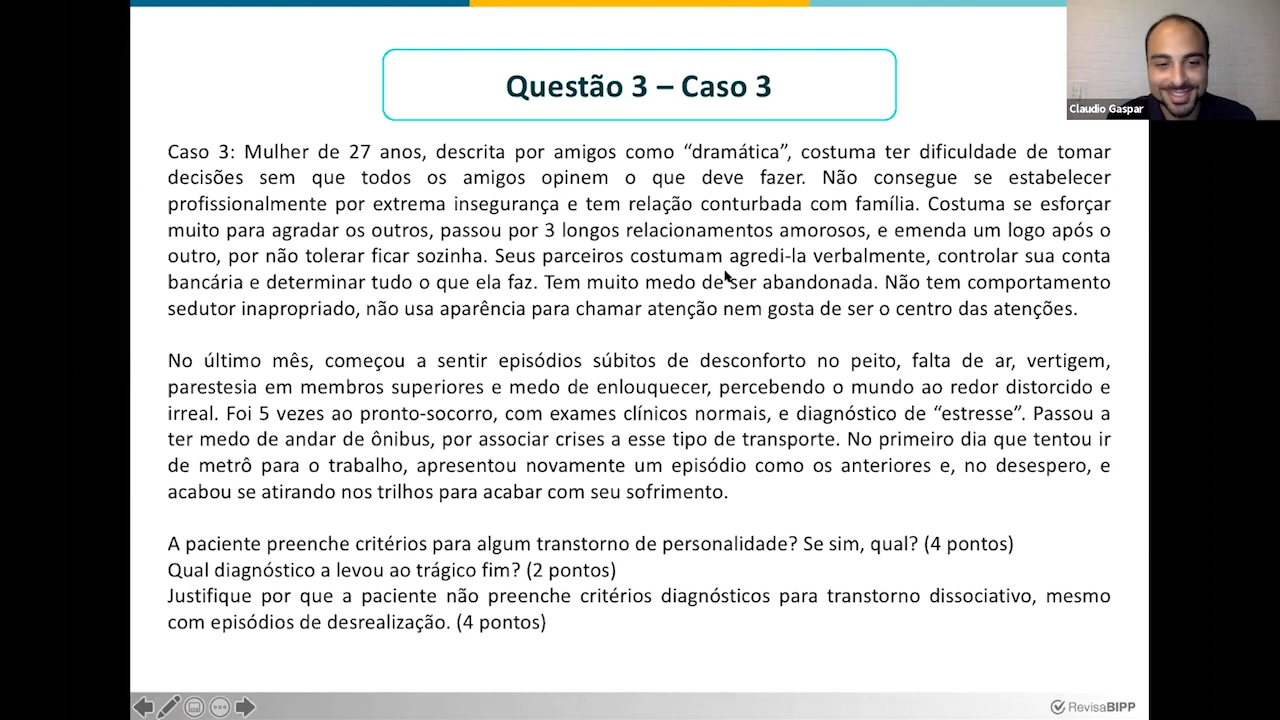 Questão 3 – Caso 3
Claudio Gaspar
Caso 3: Mulher de 27 anos, descrita por amigos como “dramática”, costuma ter dificuldade de tomar
decisões sem que todos os amigos opinem o que deve fazer. Não consegue se estabelecer
profissionalmente por extrema insegurança e tem relação conturbada com família. Costuma se esforçar
muito para agradar os outros, passou por 3 longos relacionamentos amorosos, e emenda um logo após o
outro, por não tolerar ficar sozinha. Seus parceiros costumam agredi-la verbalmente, controlar sua conta
bancária e determinar tudo o que ela faz. Tem muito medo de ser abandonada. Não tem comportamento
sedutor inapropriado, não usa aparência para chamar atenção nem gosta de ser o centro das atenções.
No último mês, começou a sentir episódios súbitos de desconforto no peito, falta de ar, vertigem,
parestesia em membros superiores e medo de enlouquecer, percebendo o mundo ao redor distorcido e
irreal. Foi 5 vezes ao pronto-socorro, com exames clínicos normais, e diagnóstico de “estresse”. Passou a
ter medo de andar de ônibus, por associar crises a esse tipo de transporte. No primeiro dia que tentou ir
de metrô para o trabalho, apresentou novamente um episódio como os anteriores e, no desespero, e
acabou se atirando nos trilhos para acabar com seu sofrimento.
A paciente preenche critérios para algum transtorno de personalidade? Se sim, qual? (4 pontos)
Qual diagnóstico a levou ao trágico fim? (2 pontos)
Justifique por que a paciente não preenche critérios diagnósticos para transtorno dissociativo, mesmo
com episódios de desrealização. (4 pontos)
RevisaBIPP